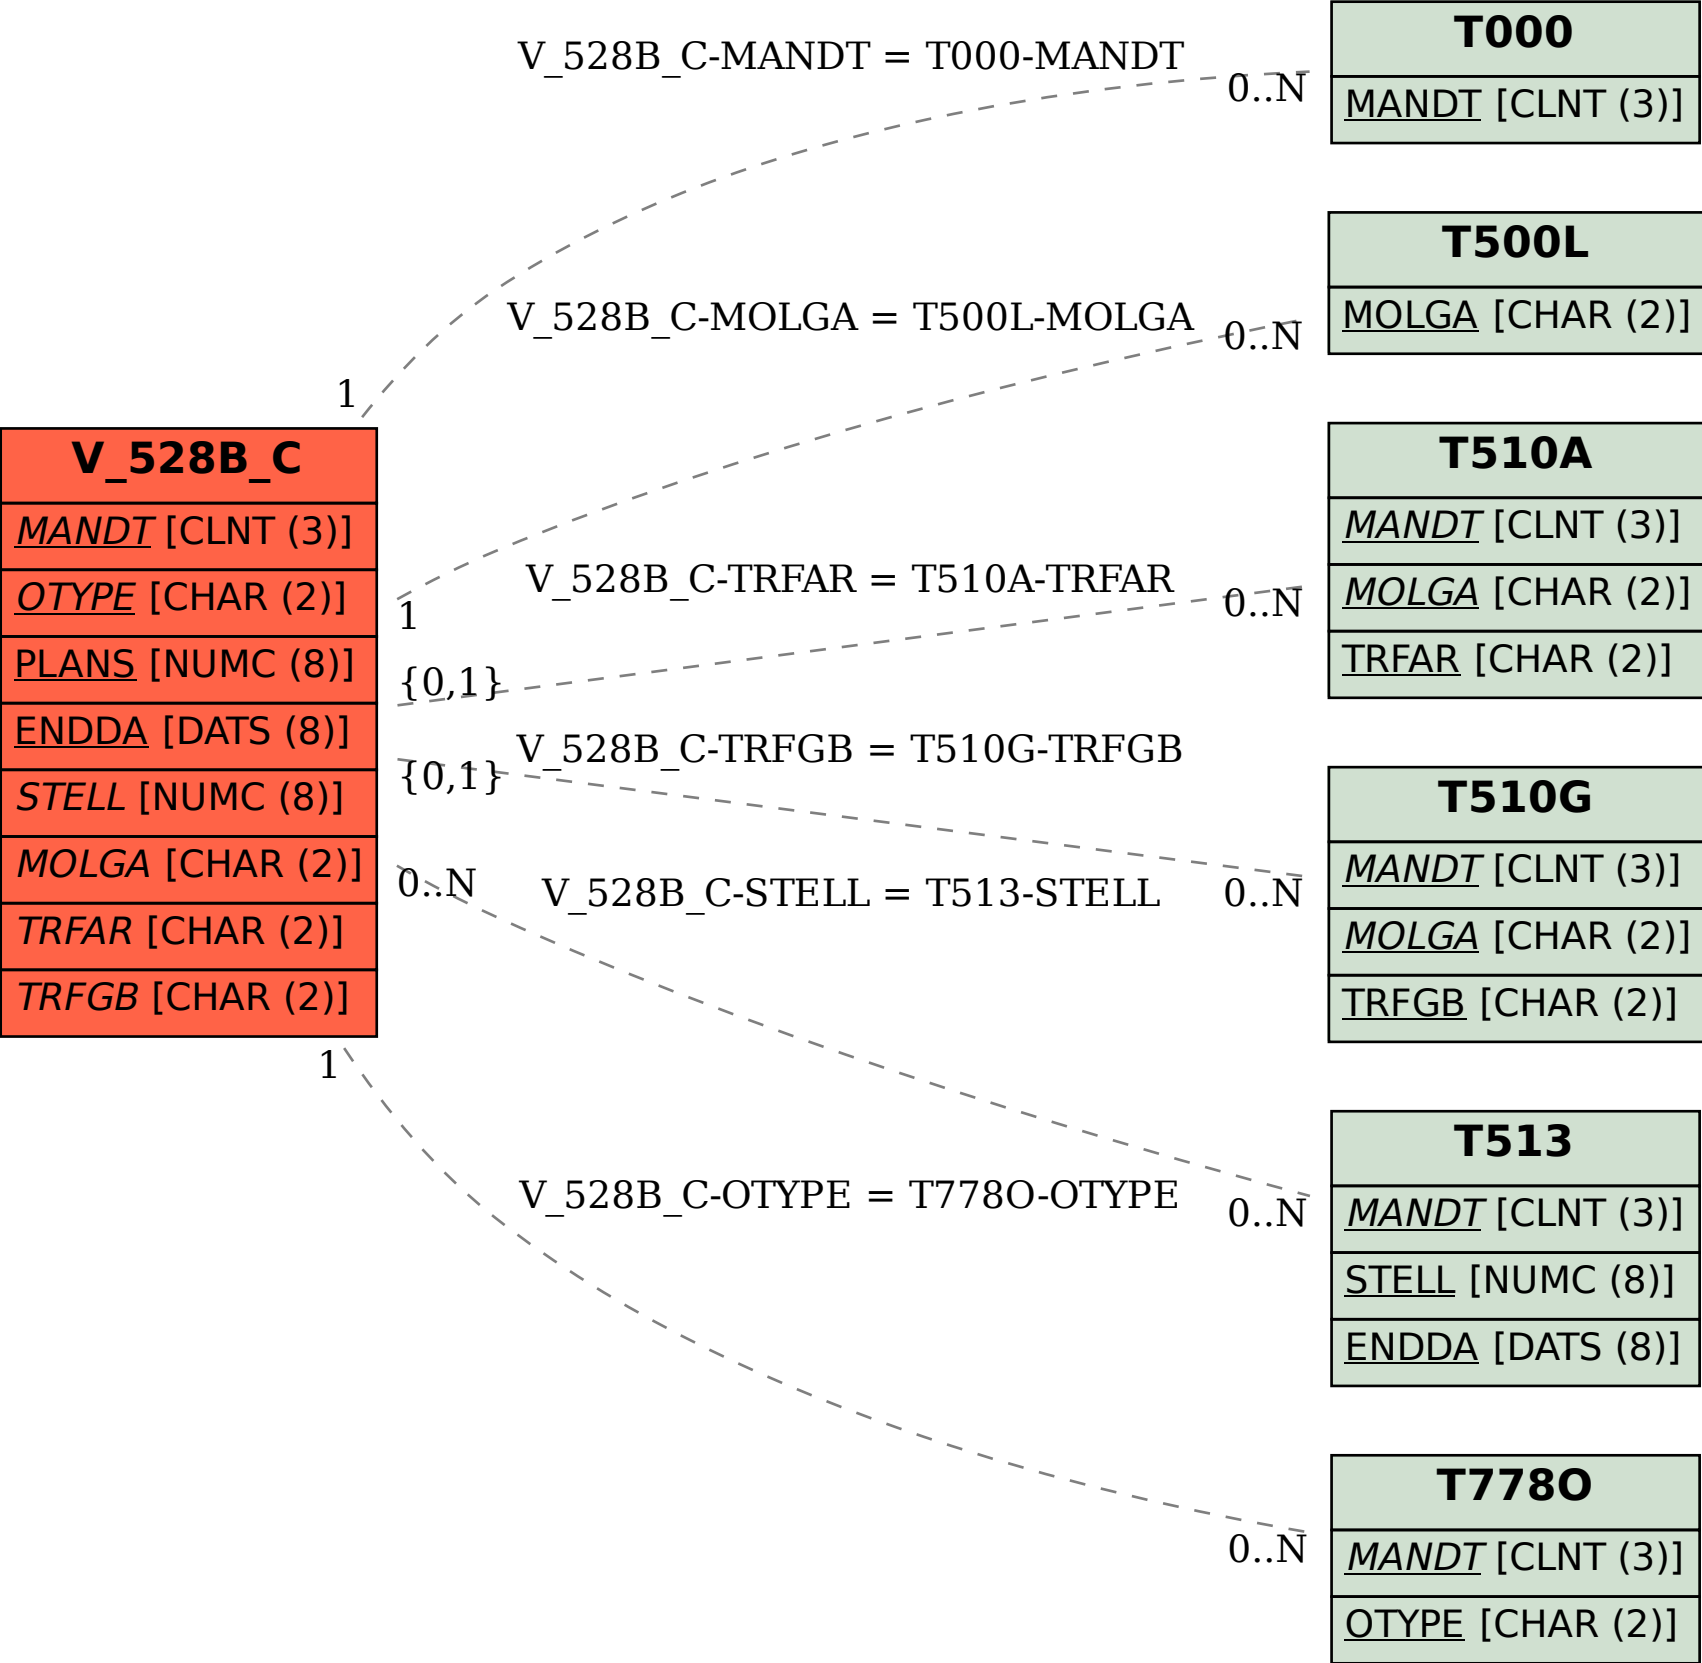 V_528B_C-MANDT = T000-MANDT
0..N
1
T000
MANDT [CLNT (3)]
V_528B_C-MOLGA = T500L-MOLGA
0..N
1
T500L
MOLGA [CHAR (2)]
V_528B_C
MANDT [CLNT (3)]
OTYPE [CHAR (2)]
PLANS [NUMC (8)]
ENDDA [DATS (8)]
STELL [NUMC (8)]
MOLGA [CHAR (2)]
TRFAR [CHAR (2)]
TRFGB [CHAR (2)]
V_528B_C-TRFAR = T510A-TRFAR
0..N
{0,1}
T510A
MANDT [CLNT (3)]
MOLGA [CHAR (2)]
TRFAR [CHAR (2)]
V_528B_C-TRFGB = T510G-TRFGB
{0,1}
0..N
T510G
MANDT [CLNT (3)]
MOLGA [CHAR (2)]
TRFGB [CHAR (2)]
0..N
V_528B_C-STELL = T513-STELL
0..N
T513
MANDT [CLNT (3)]
STELL [NUMC (8)]
ENDDA [DATS (8)]
1
V_528B_C-OTYPE = T778O-OTYPE
0..N
T778O
MANDT [CLNT (3)]
OTYPE [CHAR (2)]